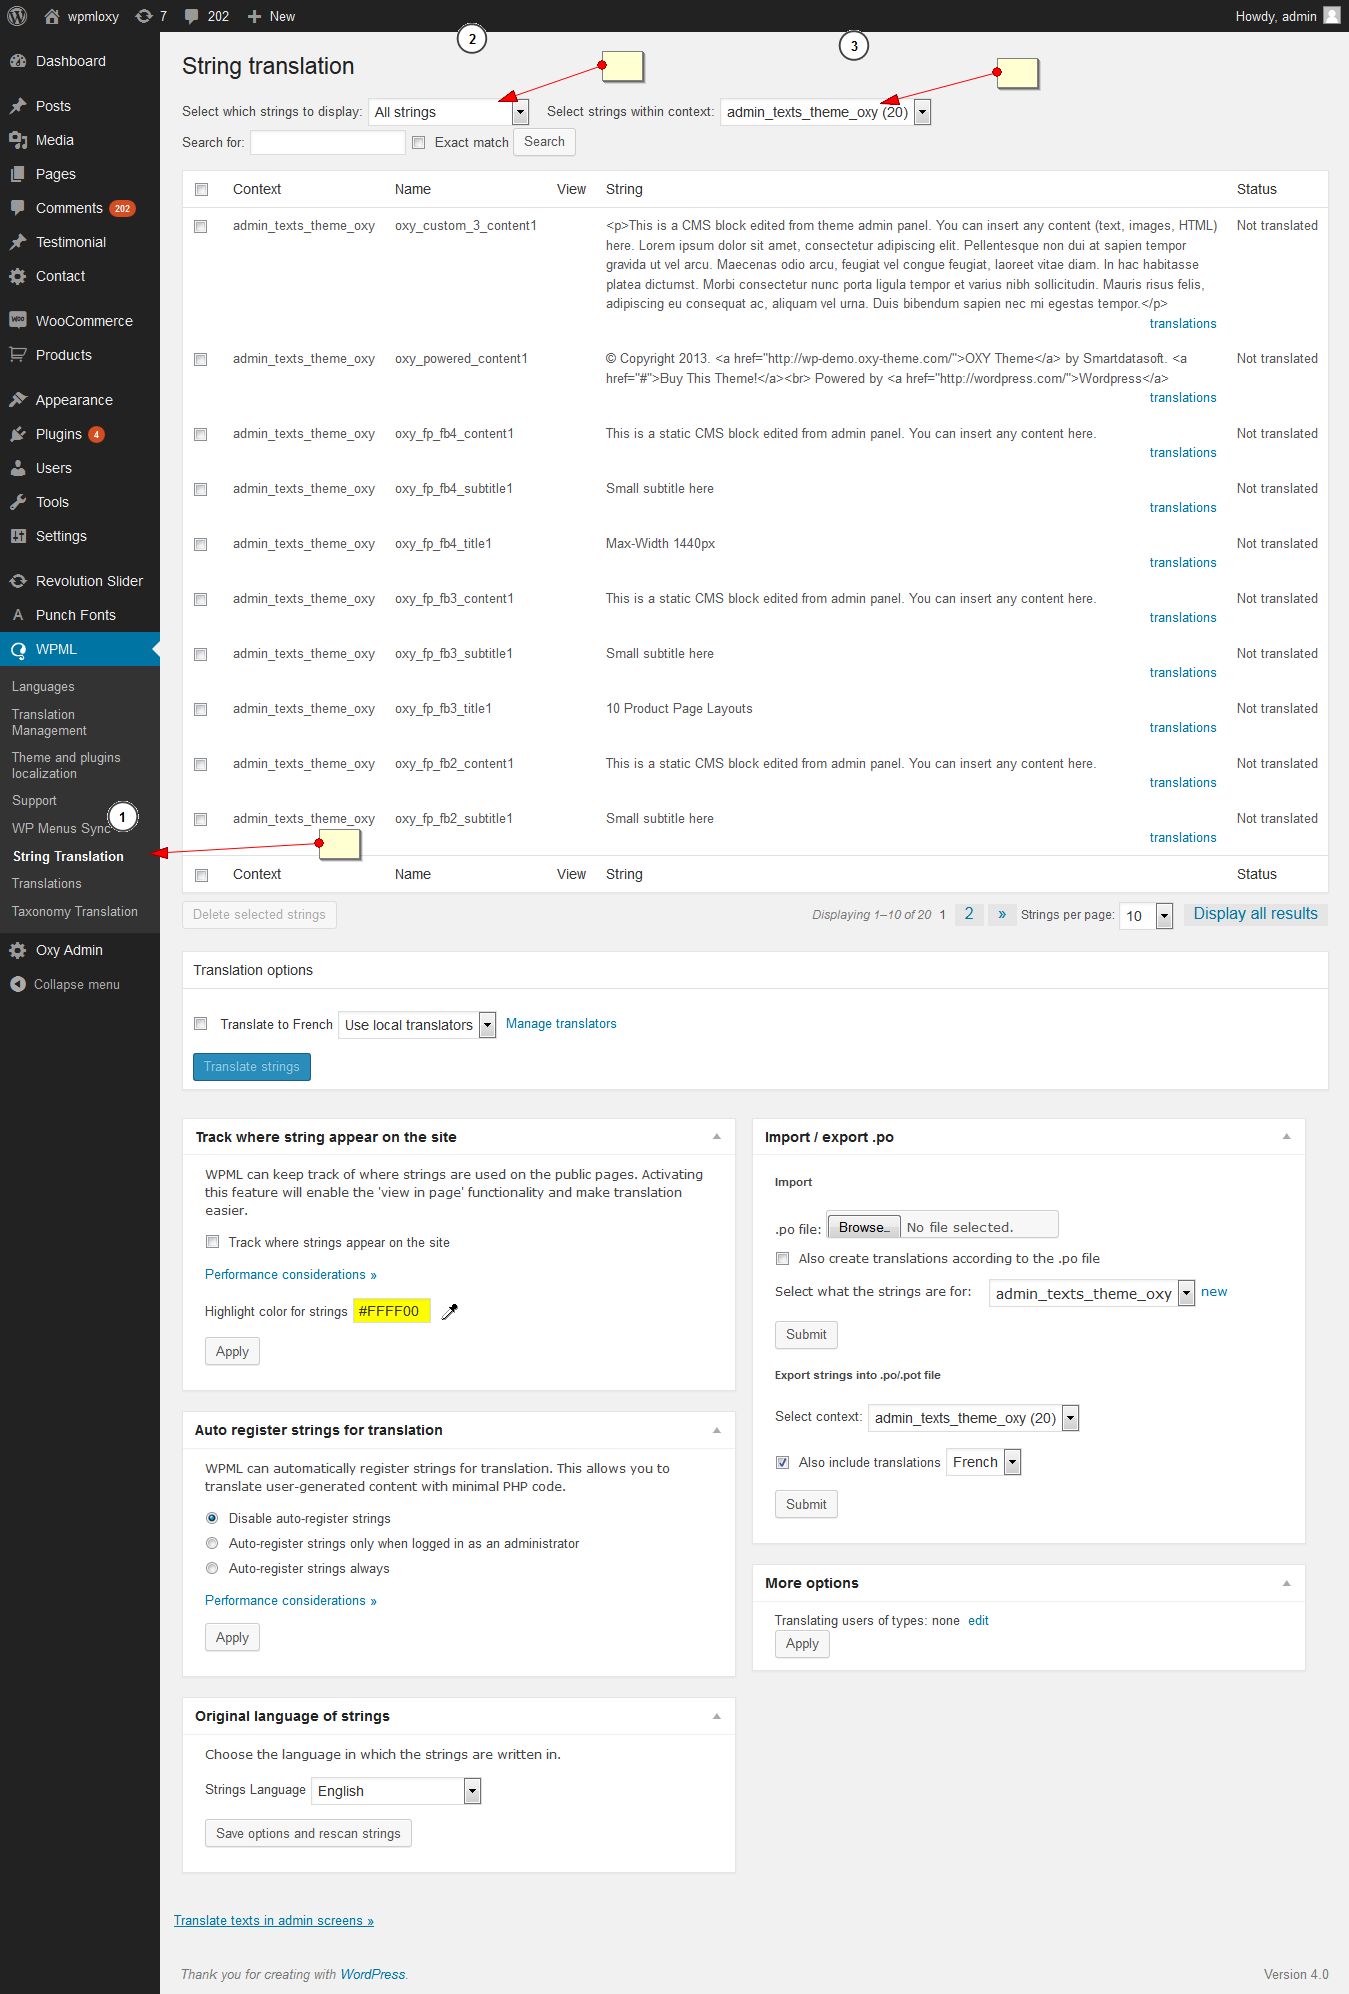 wpmloxy 7 202 New Howdy, admin
2
3
Dashboard
Posts
Media
Pages
Comments 202
Testimonial
Contact
WooCommerce
Products
Appearance
Plugins 4
Users
Tools
Settings
Revolution Slider
Punch Fonts
WPML
Languages
Translation
Management
Theme and plugins
localization
Support
1
WP Menus Sync
String Translation
Translations
Taxonomy Translation
Oxy Admin
Collapse menu
String translation
Select which strings to display: All strings Select strings within context: admin_texts_theme_oxy (20)
Search for: Exact match Search
Context Name View String Status
admin_texts_theme_oxy oxy_custom_3_content1 <p>This is a CMS block edited from theme admin panel. You can insert any content (text, images, HTML) Not translated
here. Lorem ipsum dolor sit amet, consectetur adipiscing elit. Pellentesque non dui at sapien tempor
gravida ut vel arcu. Maecenas odio arcu, feugiat vel congue feugiat, laoreet vitae diam. In hac habitasse
platea dictumst. Morbi consectetur nunc porta ligula tempor et varius nibh sollicitudin. Mauris risus felis,
adipiscing eu consequat ac, aliquam vel urna. Duis bibendum sapien nec mi egestas tempor.</p>
translations
admin_texts_theme_oxy oxy_powered_content1 © Copyright 2013. <a href="http://wp-demo.oxy-theme.com/">OXY Theme</a> by Smartdatasoft. <a Not translated
href="#">Buy This Theme!</a><br> Powered by <a href="http://wordpress.com/">Wordpress</a>
translations
admin_texts_theme_oxy oxy_fp_fb4_content1 This is a static CMS block edited from admin panel. You can insert any content here. Not translated
translations
admin_texts_theme_oxy oxy_fp_fb4_subtitle1 Small subtitle here Not translated
translations
admin_texts_theme_oxy oxy_fp_fb4_title1 Max-Width 1440px Not translated
translations
admin_texts_theme_oxy oxy_fp_fb3_content1 This is a static CMS block edited from admin panel. You can insert any content here. Not translated
translations
admin_texts_theme_oxy oxy_fp_fb3_subtitle1 Small subtitle here Not translated
translations
admin_texts_theme_oxy oxy_fp_fb3_title1 10 Product Page Layouts Not translated
translations
admin_texts_theme_oxy oxy_fp_fb2_content1 This is a static CMS block edited from admin panel. You can insert any content here. Not translated
translations
admin_texts_theme_oxy oxy_fp_fb2_subtitle1 Small subtitle here Not translated
translations
Context Name View String Status
Delete selected strings Displaying 1–10 of 20 1 2 » Strings per page: 10 Display all results
Translation options
Translate to French Use local translators Manage translators
Translate strings
Track where string appear on the site
WPML can keep track of where strings are used on the public pages. Activating
this feature will enable the 'view in page' functionality and make translation
easier.
Track where strings appear on the site
Performance considerations »
Highlight color for strings #FFFF00
Apply
Auto register strings for translation
WPML can automatically register strings for translation. This allows you to
translate user-generated content with minimal PHP code.
Disable auto-register strings
Auto-register strings only when logged in as an administrator
Auto-register strings always
Performance considerations »
Apply
Original language of strings
Choose the language in which the strings are written in.
Strings Language English
Save options and rescan strings
Import / export .po
Import
.po file: Browse... No file selected.
Also create translations according to the .po file
Select what the strings are for: admin_texts_theme_oxy new
Submit
Export strings into .po/.pot file
Select context: admin_texts_theme_oxy (20)
Also include translations French
Submit
More options
Translating users of types: none edit
Apply
Translate texts in admin screens »
Thank you for creating with WordPress. Version 4.0